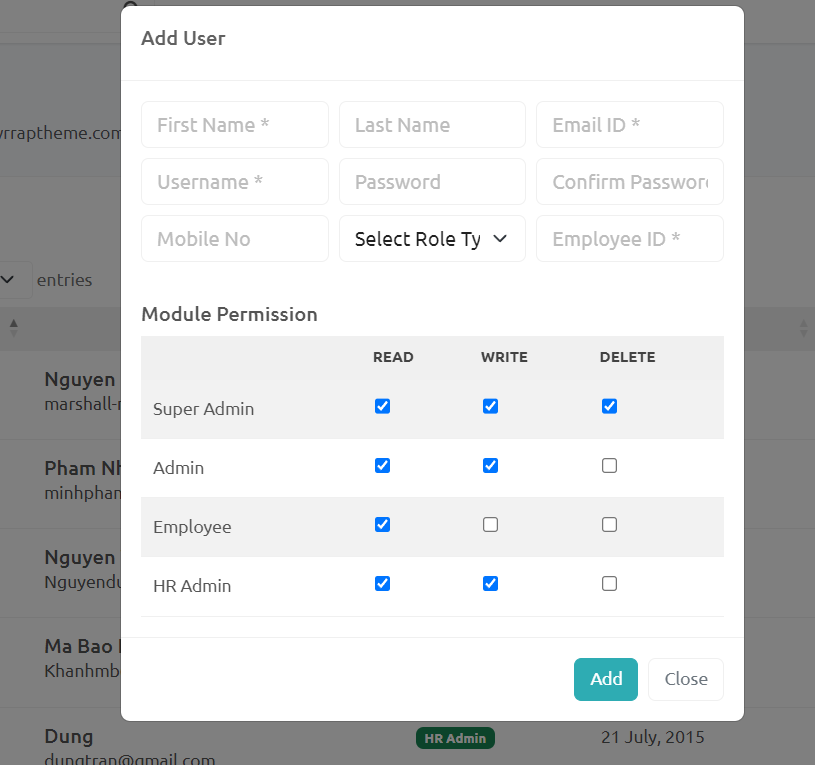 Add User
First Name * Last Name Email ID *
wrraptheme.com
Username * Password Confirm Passwor
Mobile No Select Role Ty Employee ID *
entries
Module Permission
READ WRITE DELETE
Nguyen
marshall-
Super Admin
Pham Nh
Admin
minhphan
Employee
Nguyen
Nguyendu
HR Admin
Ma Bao
Khanhmb
Add Close
Dung HR Admin 21 July, 2015
dungtran@gmail.com